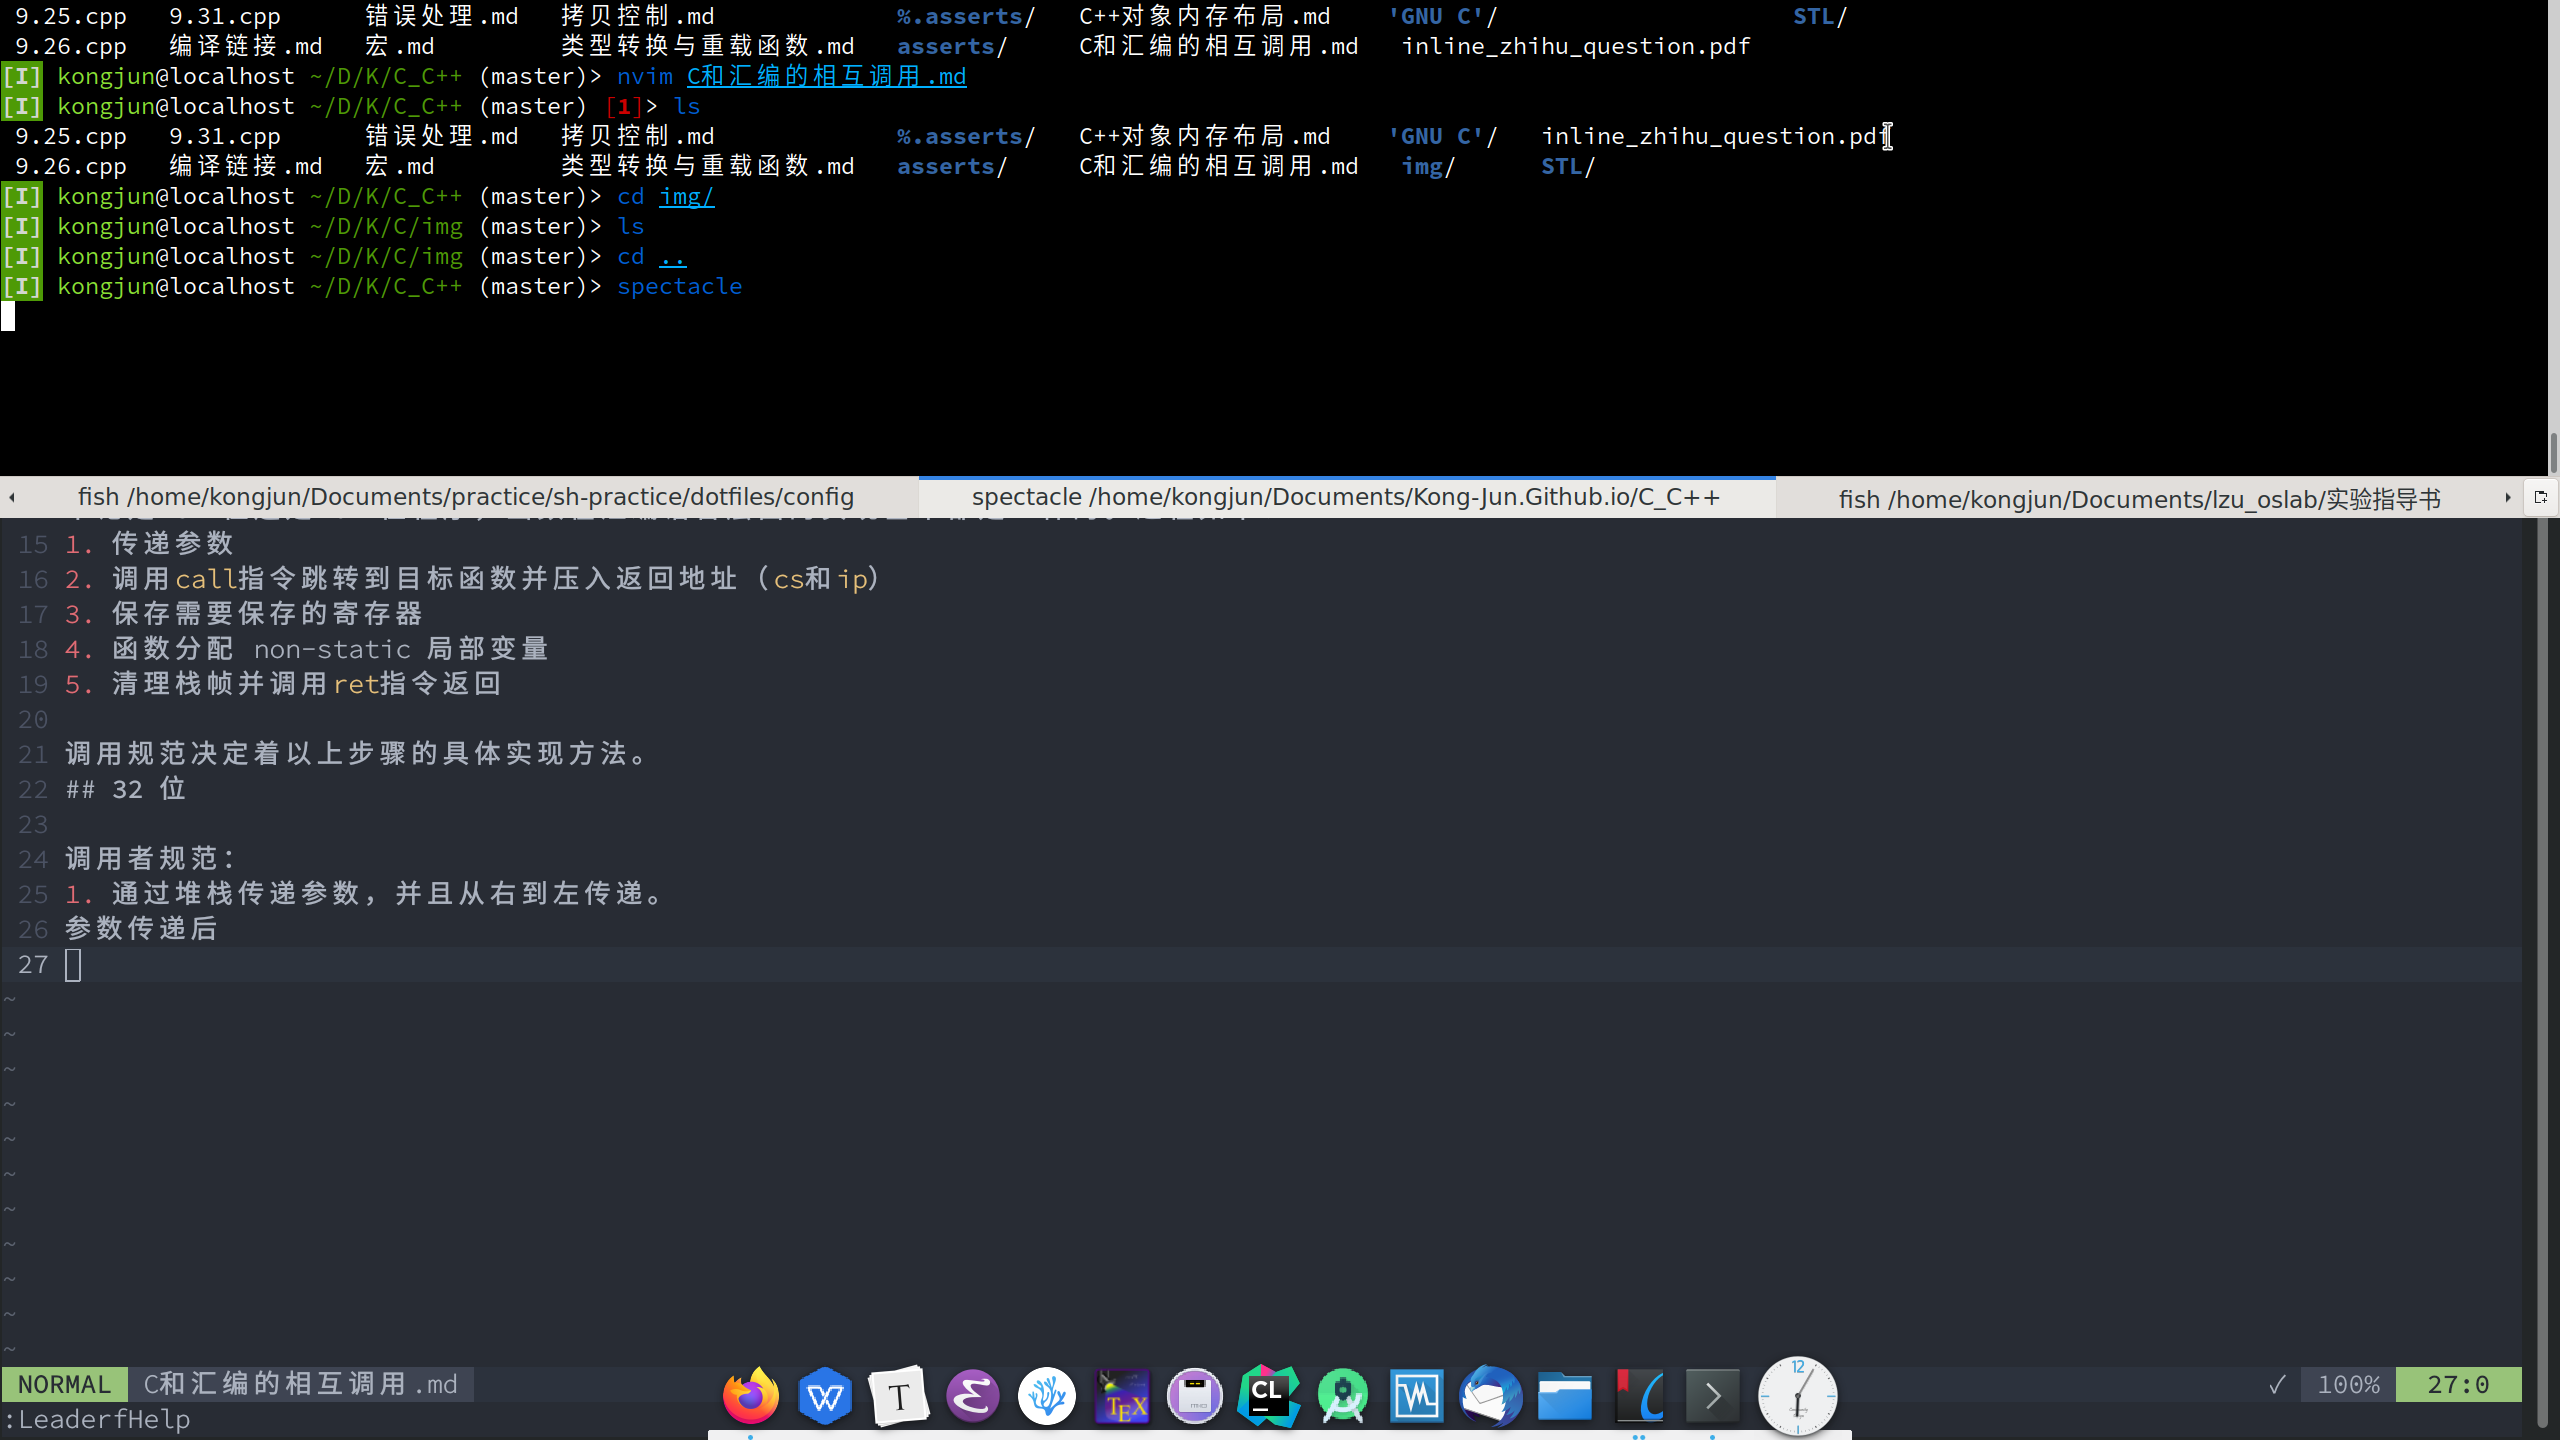 9.25.cpp 9.31.cpp 错误处理.md 拷贝控制.md %.asserts/ C++对象内存布局.md 'GNU C'/ STL/
9.26.cpp 编译链接.md 宏.md 类型转换与重载函数.md asserts/ C和汇编的相互调用.md inline_zhihu_question.pdf
[I] kongjun@localhost ~/D/K/C_C++ (master)> nvim C和汇编的相互调用.md
[I] kongjun@localhost ~/D/K/C_C++ (master) [1]> ls
9.25.cpp 9.31.cpp 错误处理.md 拷贝控制.md %.asserts/ C++对象内存布局.md 'GNU C'/ inline_zhihu_question.pdf
9.26.cpp 编译链接.md 宏.md 类型转换与重载函数.md asserts/ C和汇编的相互调用.md img/ STL/
[I] kongjun@localhost ~/D/K/C_C++ (master)> cd img/
[I] kongjun@localhost ~/D/K/C/img (master)> ls
[I] kongjun@localhost ~/D/K/C/img (master)> cd ..
[I] kongjun@localhost ~/D/K/C_C++ (master)> spectacle
fish /home/kongjun/Documents/practice/sh-practice/dotfiles/config spectacle /home/kongjun/Documents/Kong-Jun.Github.io/C_C++ fish /home/kongjun/Documents/lzu_oslab/实验指导书
15 1. 传递参数
16 2. 调用call指令跳转到目标函数并压入返回地址（cs和ip）
17 3. 保存需要保存的寄存器
18 4. 函数分配 non-static 局部变量
19 5. 清理栈帧并调用ret指令返回
20
21 调用规范决定着以上步骤的具体实现方法。
22 ## 32 位
23
24 调用者规范：
25 1. 通过堆栈传递参数，并且从右到左传递。
26 参数传递后
27
~
~
~
~
~
~
~
~
~
~
~
NORMAL C和汇编的相互调用.md ✓ 100% 27:0
:LeaderfHelp
T
TEX
CL
12